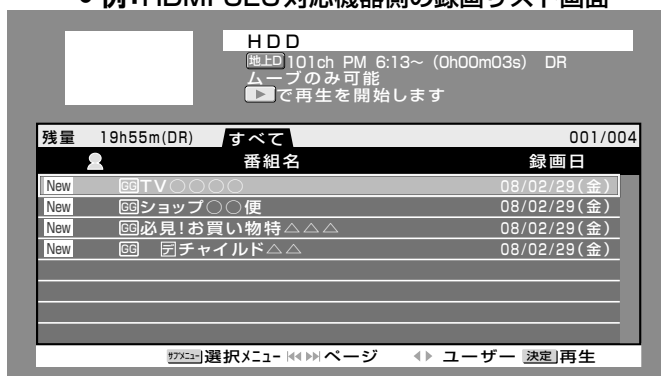 ● 例:HDMI CEC対応機器側の録画リスト画面
HDD
地上D 101ch PM 6:13~ (0h00m03s) DR
ムーブのみ可能
▶で再生を開始します
残量 19h55m(DR) すべて 001/004
番組名 録画日
New GG TV○○○○ 08/02/29(金)
New GG ショップ○○便 08/02/29(金)
New GG 必見!お買い物特△△△ 08/02/29(金)
New GG デ チャイルド△△ 08/02/29(金)
サブメニュー 選択メニュー ⏮⏭ ページ ◀▶ ユーザー 決定 再生